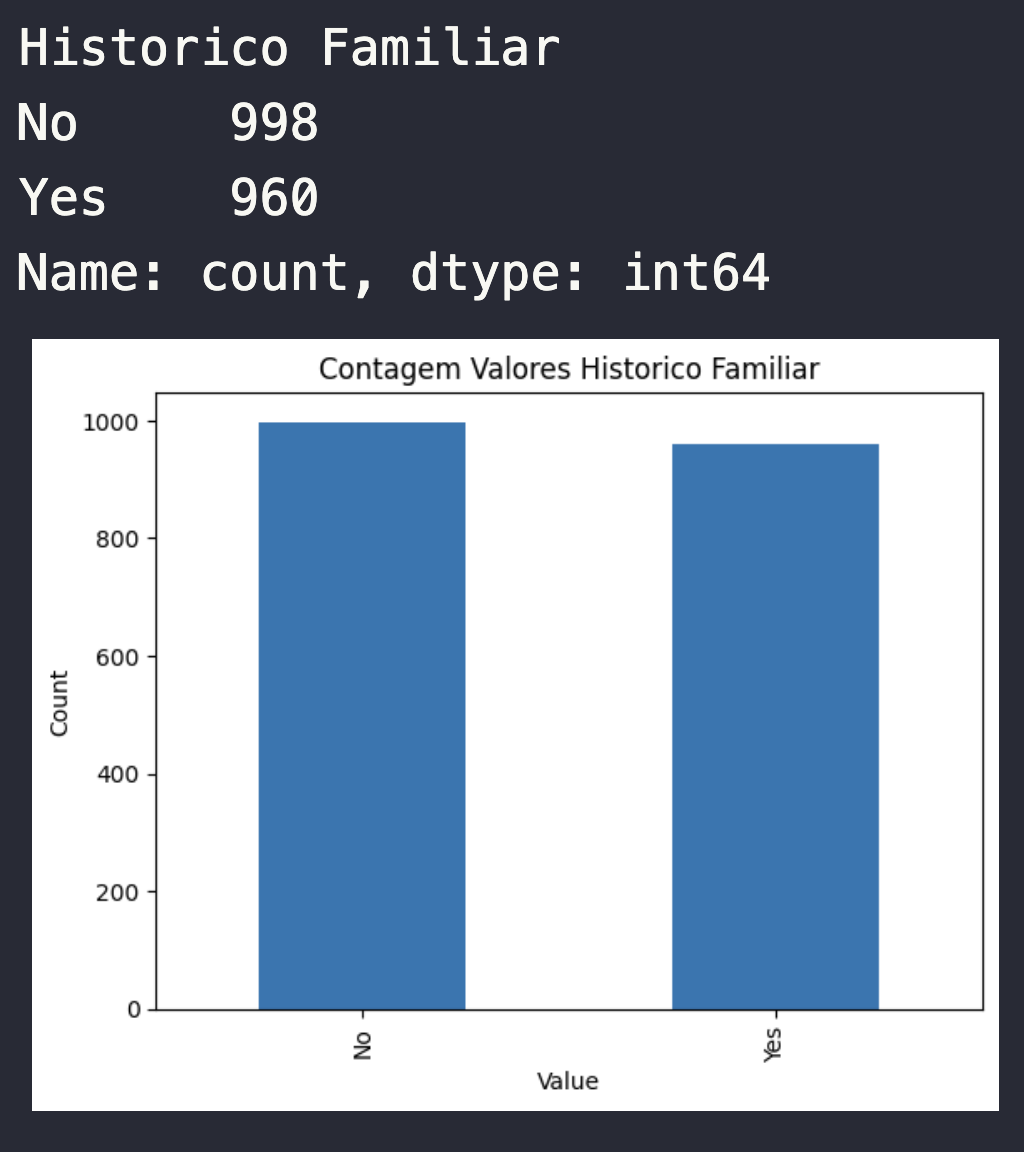 Historico Familiar
No     998
Yes    960
Name: count, dtype: int64
Contagem Valores Historico Familiar
1000
800
600
400
200
0
Count
No
Yes
Value